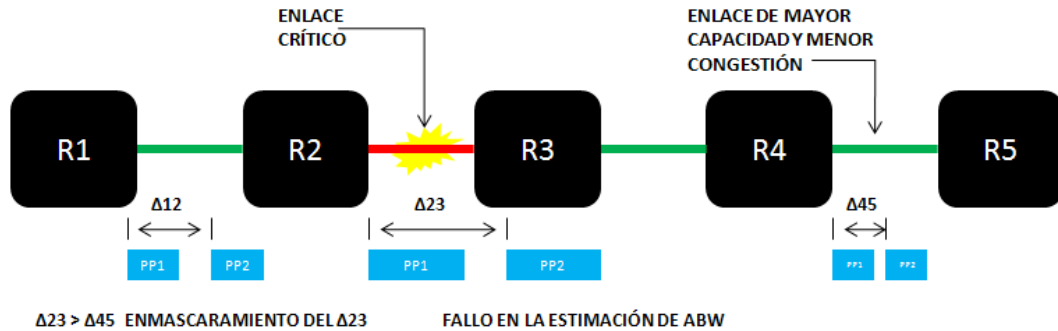 ENLACE
CRÍTICO
ENLACE DE MAYOR
CAPACIDAD Y MENOR
CONGESTIÓN
R1
R2
R3
R4
R5
Δ12
Δ23
Δ45
PP1
PP2
PP1
PP2
PP1
PP2
Δ23 > Δ45 ENMASCARAMIENTO DEL Δ23
FALLO EN LA ESTIMACIÓN DE ABW